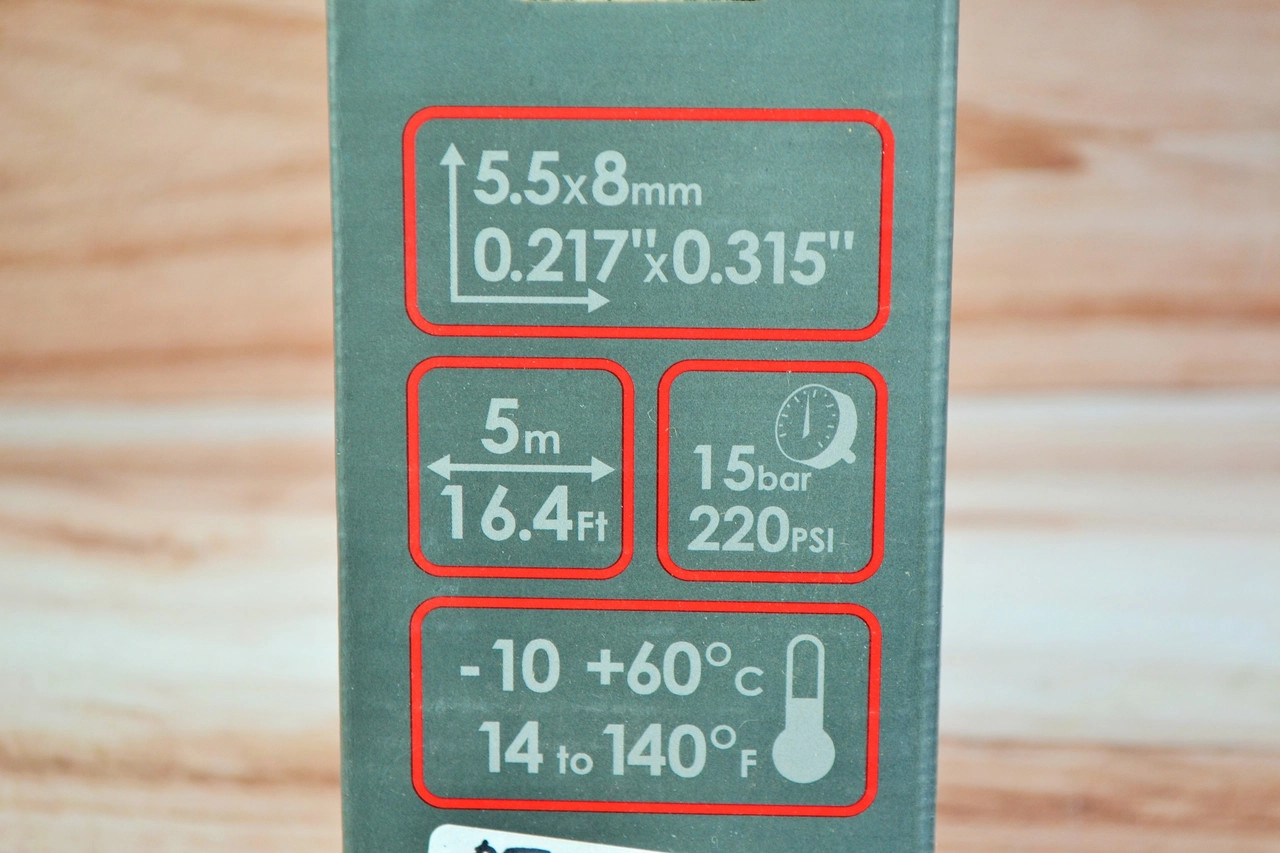 5.5x8mm
0.217"x0.315"
5m
16.4Ft
15bar
220PSI
-10 +60°C
14 to 140°F